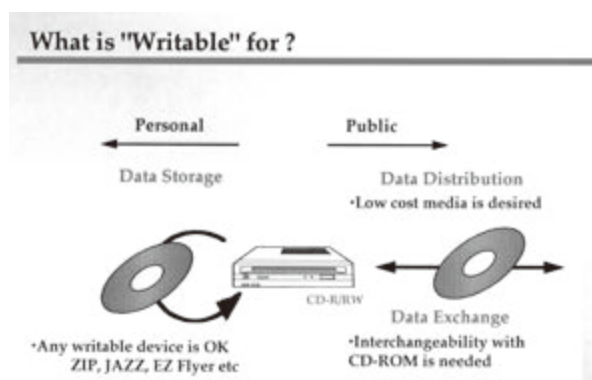 What is "Writable" for ?
Personal
Public
Data Storage
Data Distribution
•Low cost media is desired
CD-R/RW
Data Exchange
•Any writable device is OK
ZIP, JAZZ, EZ Flyer etc
•Interchangeability with
CD-ROM is needed